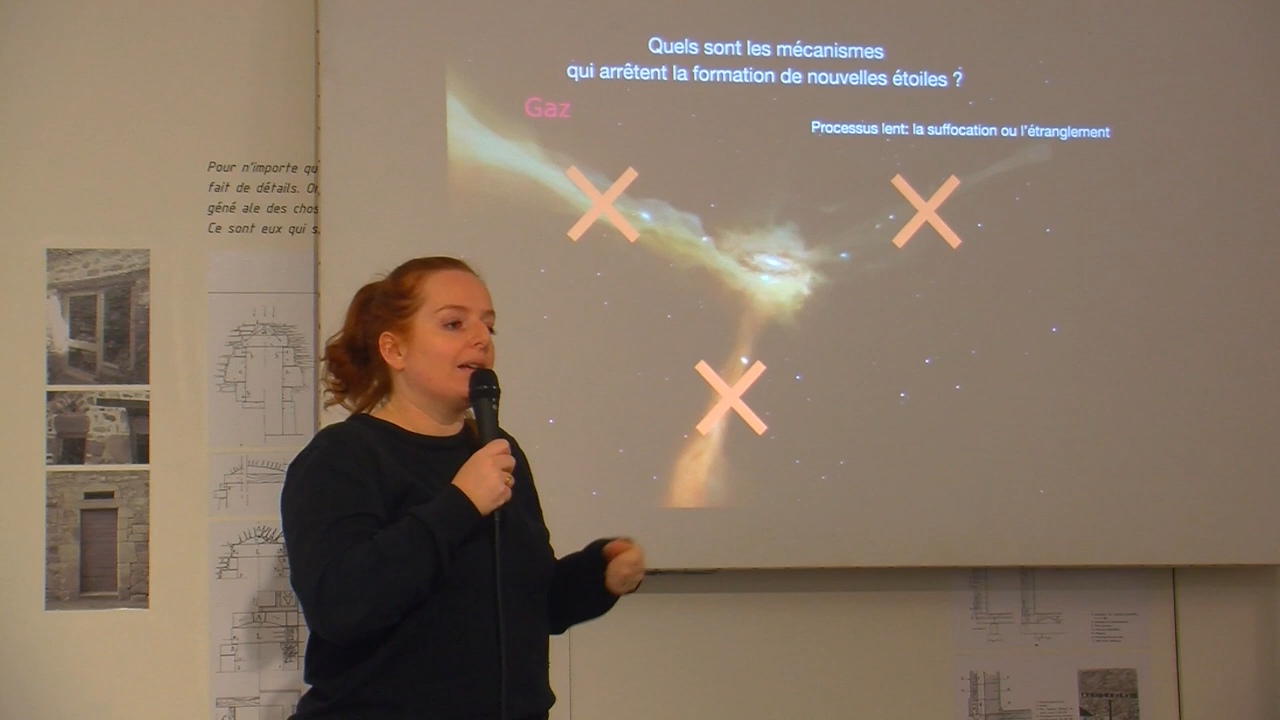 Quels sont les mécanismes
qui arrêtent la formation de nouvelles étoiles ?
Gaz
Processus lent: la suffocation ou l'étranglement
Pour n'importe qu
fait de détails.
géné ale des chos
Ce sont eux qui s